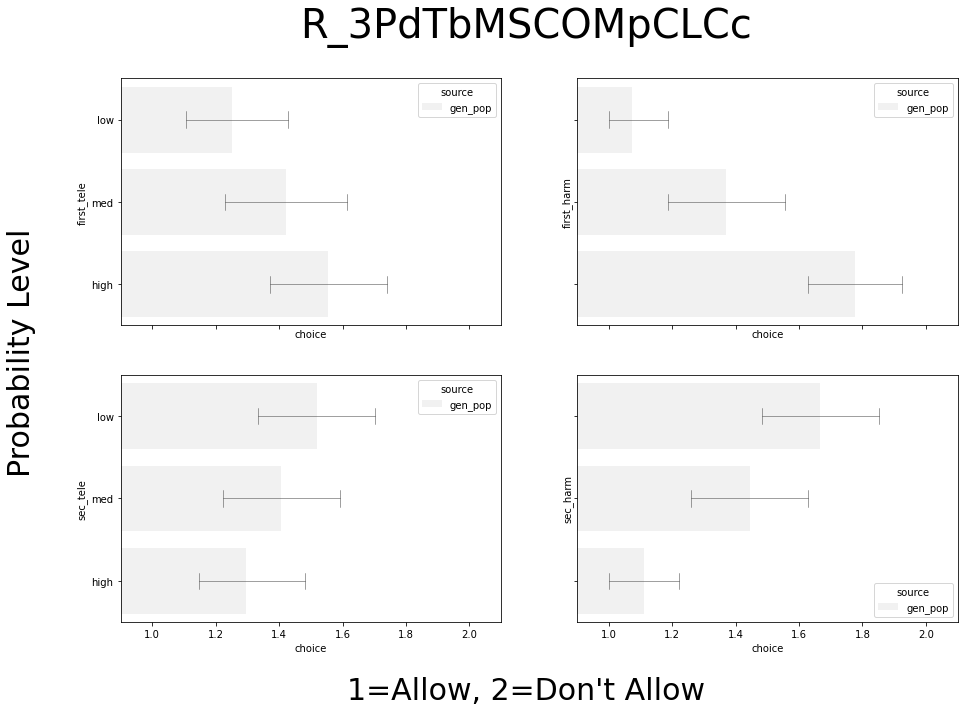 R_3PdTbMSCOMpCLCc
source
gen_pop
low
med
high
first_tele
choice
source
gen_pop
first_harm
choice
source
gen_pop
low
med
high
sec_tele
1.0 1.2 1.4 1.6 1.8 2.0
choice
source
gen_pop
sec_harm
1.0 1.2 1.4 1.6 1.8 2.0
choice
Probability Level
1=Allow, 2=Don't Allow